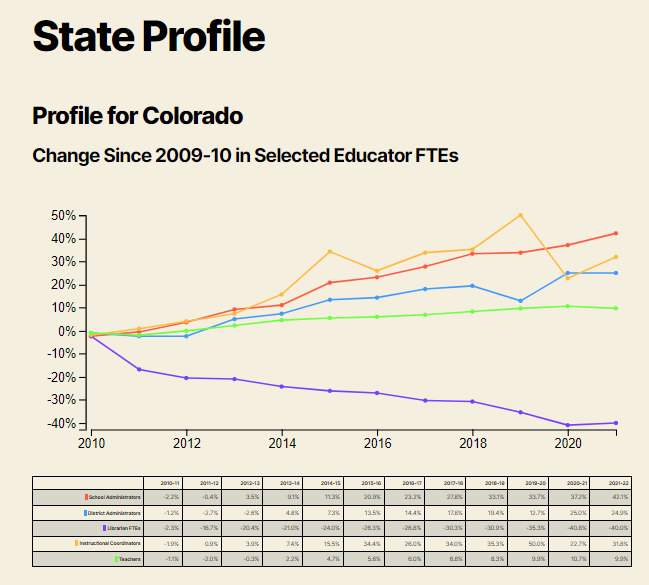 State Profile
Profile for Colorado
Change Since 2009-10 in Selected Educator FTEs
50%
40%
30%
20%
10%
0%
-10%
-20%
-30%
-40%
2010 2012 2014 2016 2018 2020
2010-11 2011-12 2012-13 2013-14 2014-15 2015-16 2016-17 2017-18 2018-19 2019-20 2020-21 2021-22
School Administrators -2.2% -0.4% 3.5% 9.1% 11.3% 20.9% 23.2% 27.8% 33.1% 33.7% 37.2% 42.1%
District Administrators -1.2% -2.7% -2.6% 4.8% 7.3% 13.5% 14.4% 17.8% 19.4% 12.7% 25.0% 24.9%
Librarian FTEs -2.3% -16.7% -20.4% -21.0% -24.0% -26.3% -26.8% -30.3% -30.9% -35.3% -40.8% -40.0%
Instructional Coordinators -1.9% 0.9% 3.9% 7.4% 15.5% 34.4% 26.0% 34.0% 35.3% 50.0% 22.7% 31.8%
Teachers -1.1% -2.0% -0.3% 2.2% 4.7% 5.6% 6.0% 6.8% 8.3% 9.9% 10.7% 9.9%